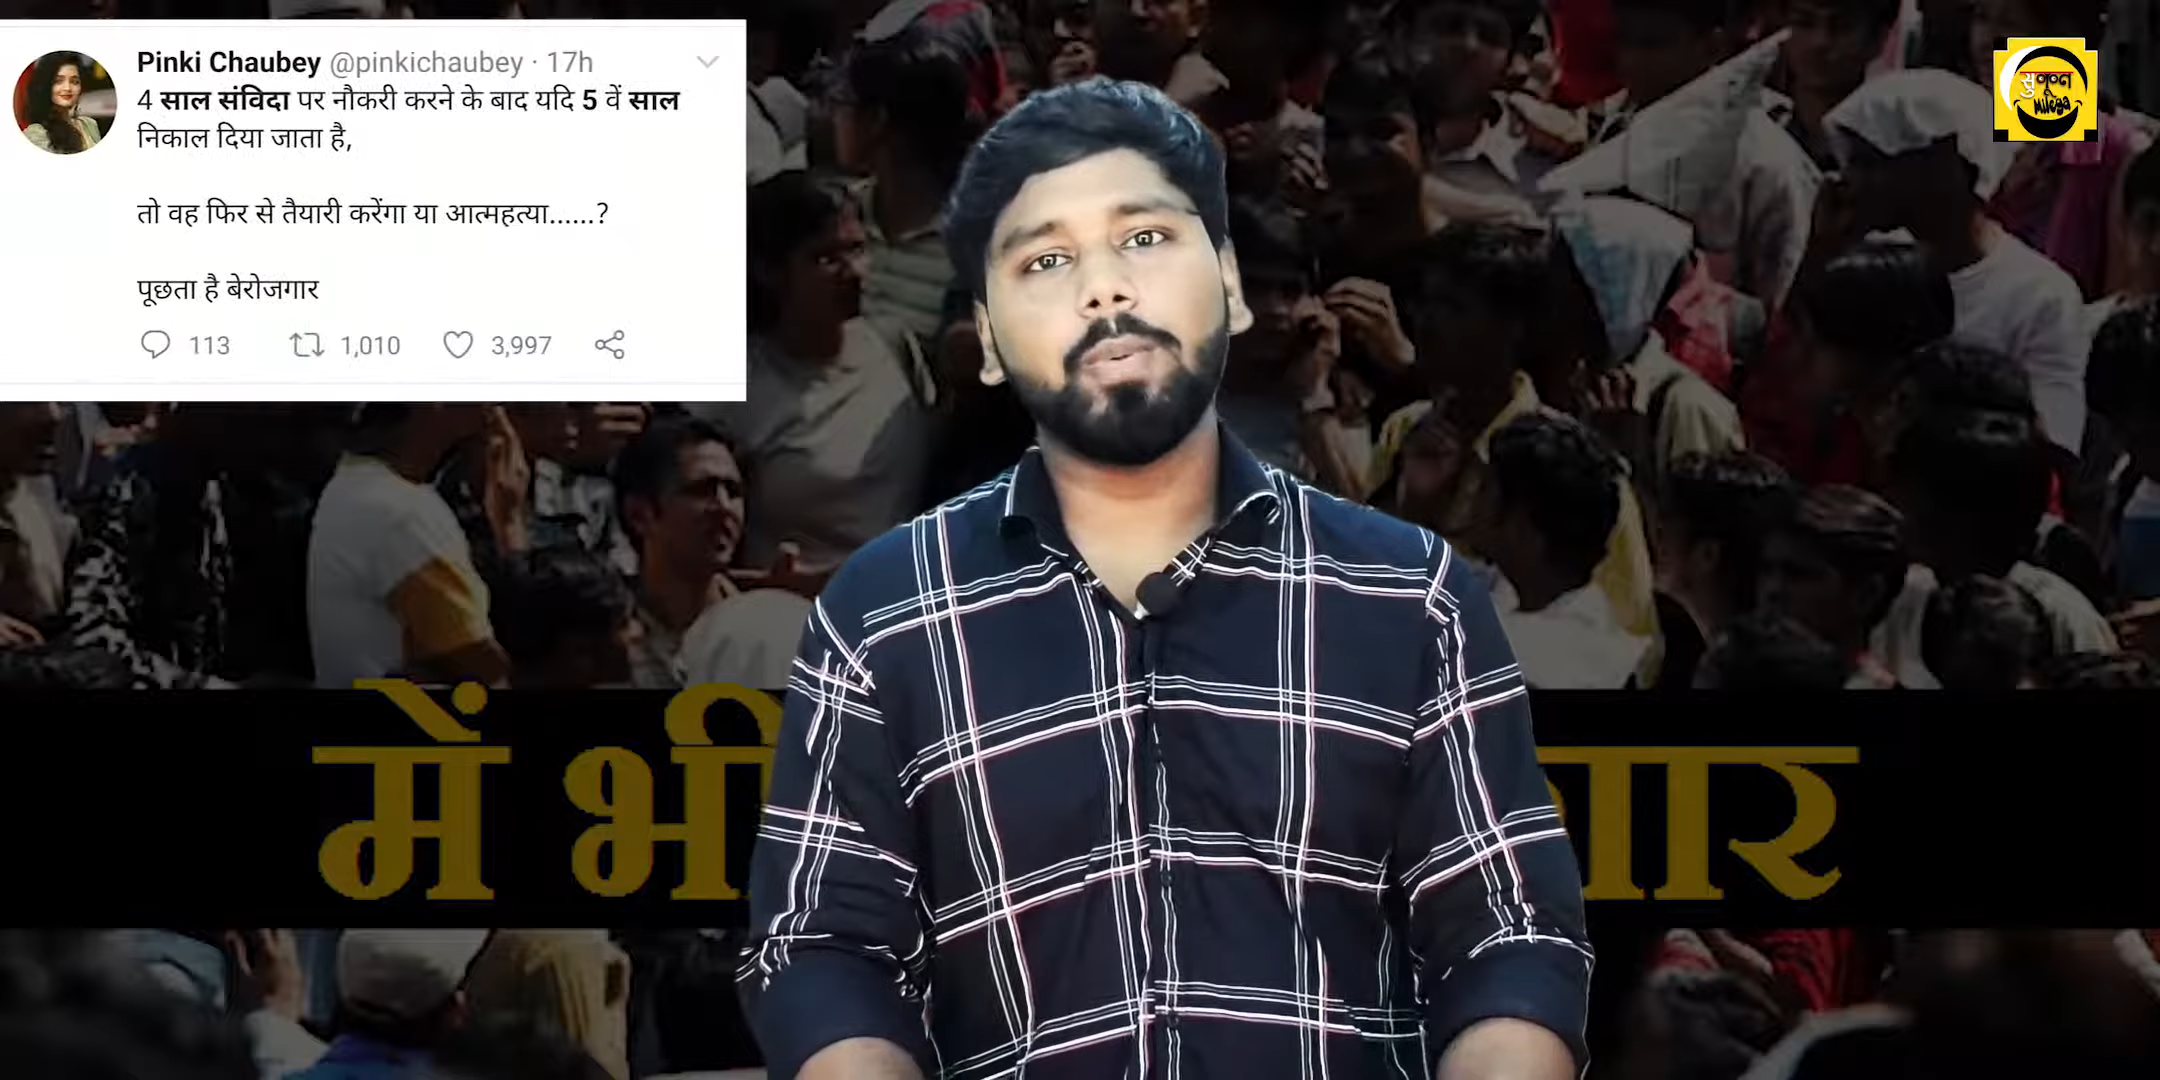 Pinki Chaubey @pinkichaubey · 17h
4 साल संविदा पर नौकरी करने के बाद यदि 5 वें साल
निकाल दिया जाता है,
तो वह फिर से तैयारी करेंगा या आत्महत्या......?
पूछता है बेरोजगार
113 1,010 3,997
Milega
में भी